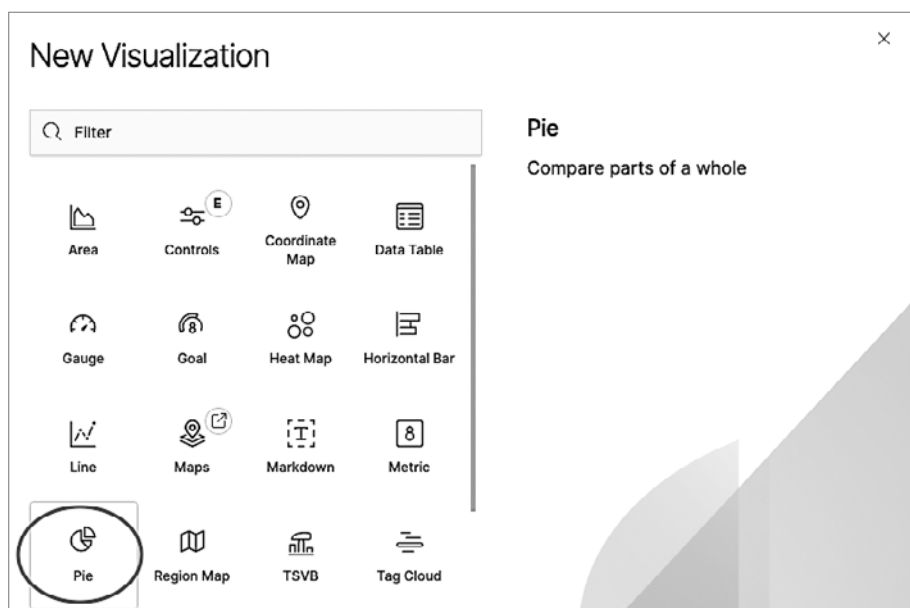 New Visualization
Filter
Pie
Compare parts of a whole
E
Area
Controls
Coordinate
Map
Data Table
8
Gauge
Goal
Heat Map
Horizontal Bar
T
8
Line
Maps
Markdown
Metric
Pie
Region Map
TSVB
Tag Cloud